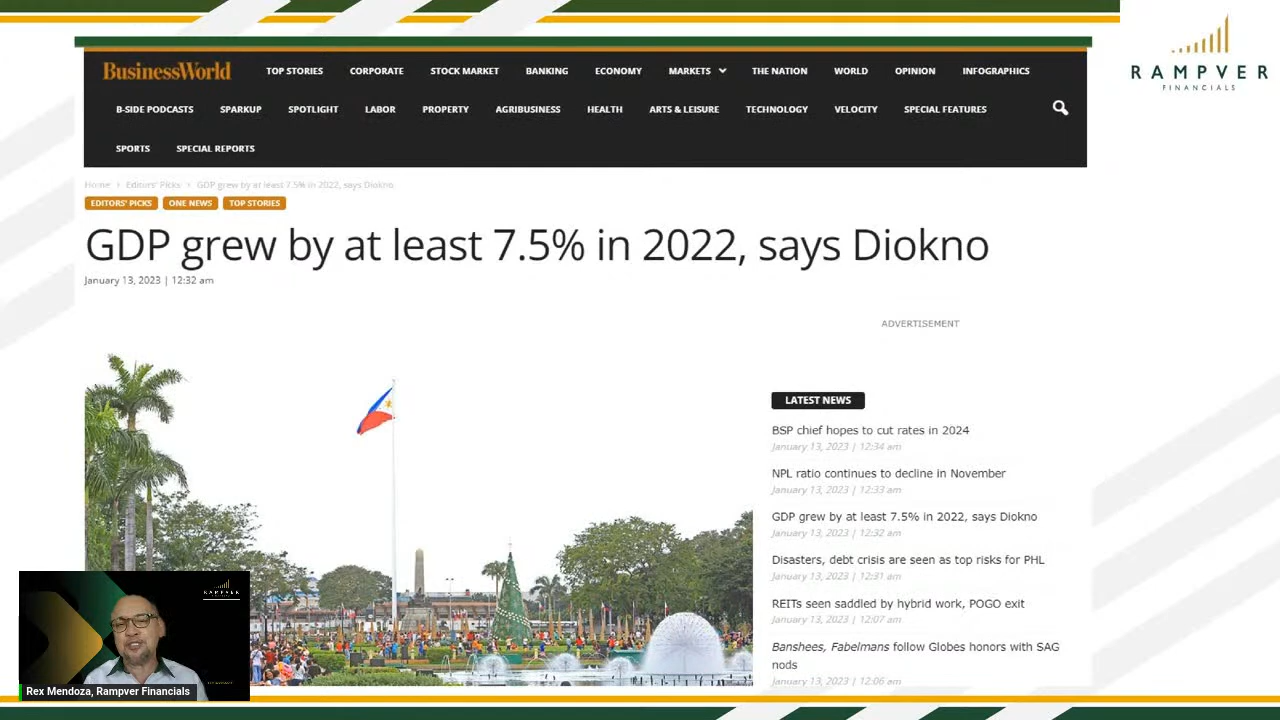 RAMPVER
FINANCIALS
BusinessWorld
TOP STORIES CORPORATE STOCK MARKET BANKING ECONOMY MARKETS THE NATION WORLD OPINION INFOGRAPHICS
B-SIDE PODCASTS SPARKUP SPOTLIGHT LABOR PROPERTY AGRIBUSINESS HEALTH ARTS & LEISURE TECHNOLOGY VELOCITY SPECIAL FEATURES
SPORTS SPECIAL REPORTS
Home › Editors' Picks › GDP grew by at least 7.5% in 2022, says Diokno
EDITORS' PICKS ONE NEWS TOP STORIES
GDP grew by at least 7.5% in 2022, says Diokno
January 13, 2023 | 12:32 am
ADVERTISEMENT
LATEST NEWS
BSP chief hopes to cut rates in 2024
January 13, 2023 | 12:34 am
NPL ratio continues to decline in November
January 13, 2023 | 12:33 am
GDP grew by at least 7.5% in 2022, says Diokno
January 13, 2023 | 12:32 am
Disasters, debt crisis are seen as top risks for PHL
January 13, 2023 | 12:31 am
REITs seen saddled by hybrid work, POGO exit
January 13, 2023 | 12:07 am
Banshees, Fabelmans follow Globes honors with SAG
nods
January 13, 2023 | 12:06 am
RAMPVER
Rex Mendoza, Rampver Financials